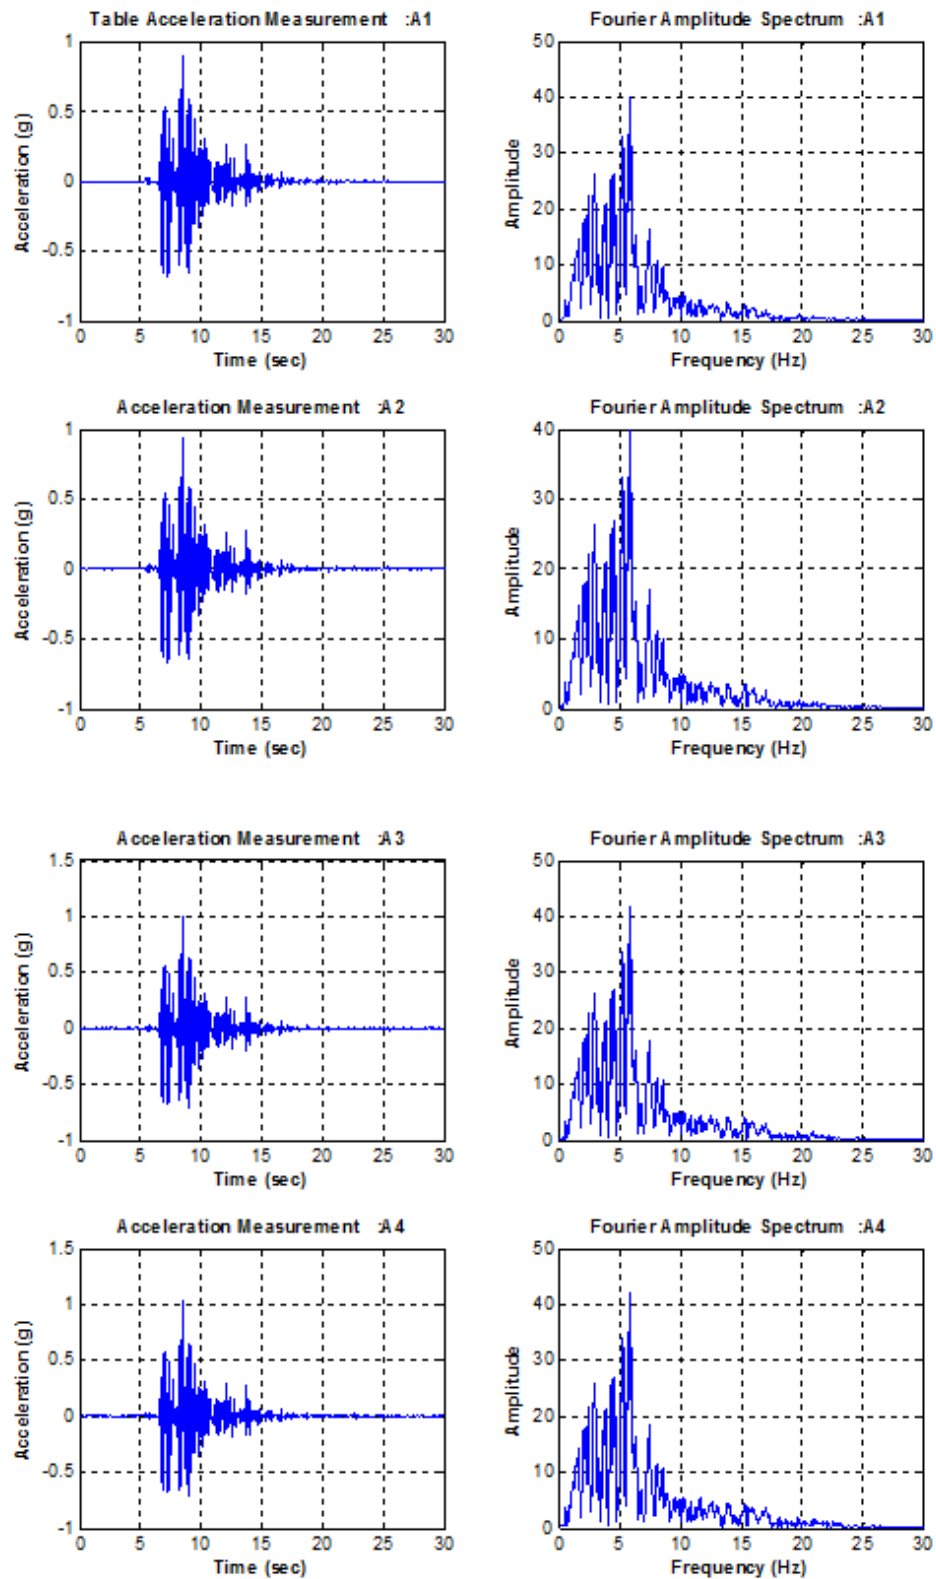 Table Acceleration Measurement :A1
Fourier Amplitude Spectrum :A1
1
0.5
0
-0.5
-1
Acceleration (g)
0 5 10 15 20 25 30
Time (sec)
50
40
30
20
10
0
Amplitude
0 5 10 15 20 25 30
Frequency (Hz)
Acceleration Measurement :A2
Fourier Amplitude Spectrum :A2
1
0.5
0
-0.5
-1
Acceleration (g)
0 5 10 15 20 25 30
Time (sec)
40
30
20
10
0
Amplitude
0 5 10 15 20 25 30
Frequency (Hz)
Acceleration Measurement :A3
Fourier Amplitude Spectrum :A3
1.5
1
0.5
0
-0.5
-1
Acceleration (g)
0 5 10 15 20 25 30
Time (sec)
50
40
30
20
10
0
Amplitude
0 5 10 15 20 25 30
Frequency (Hz)
Acceleration Measurement :A4
Fourier Amplitude Spectrum :A4
1.5
1
0.5
0
-0.5
-1
Acceleration (g)
0 5 10 15 20 25 30
Time (sec)
50
40
30
20
10
0
Amplitude
0 5 10 15 20 25 30
Frequency (Hz)